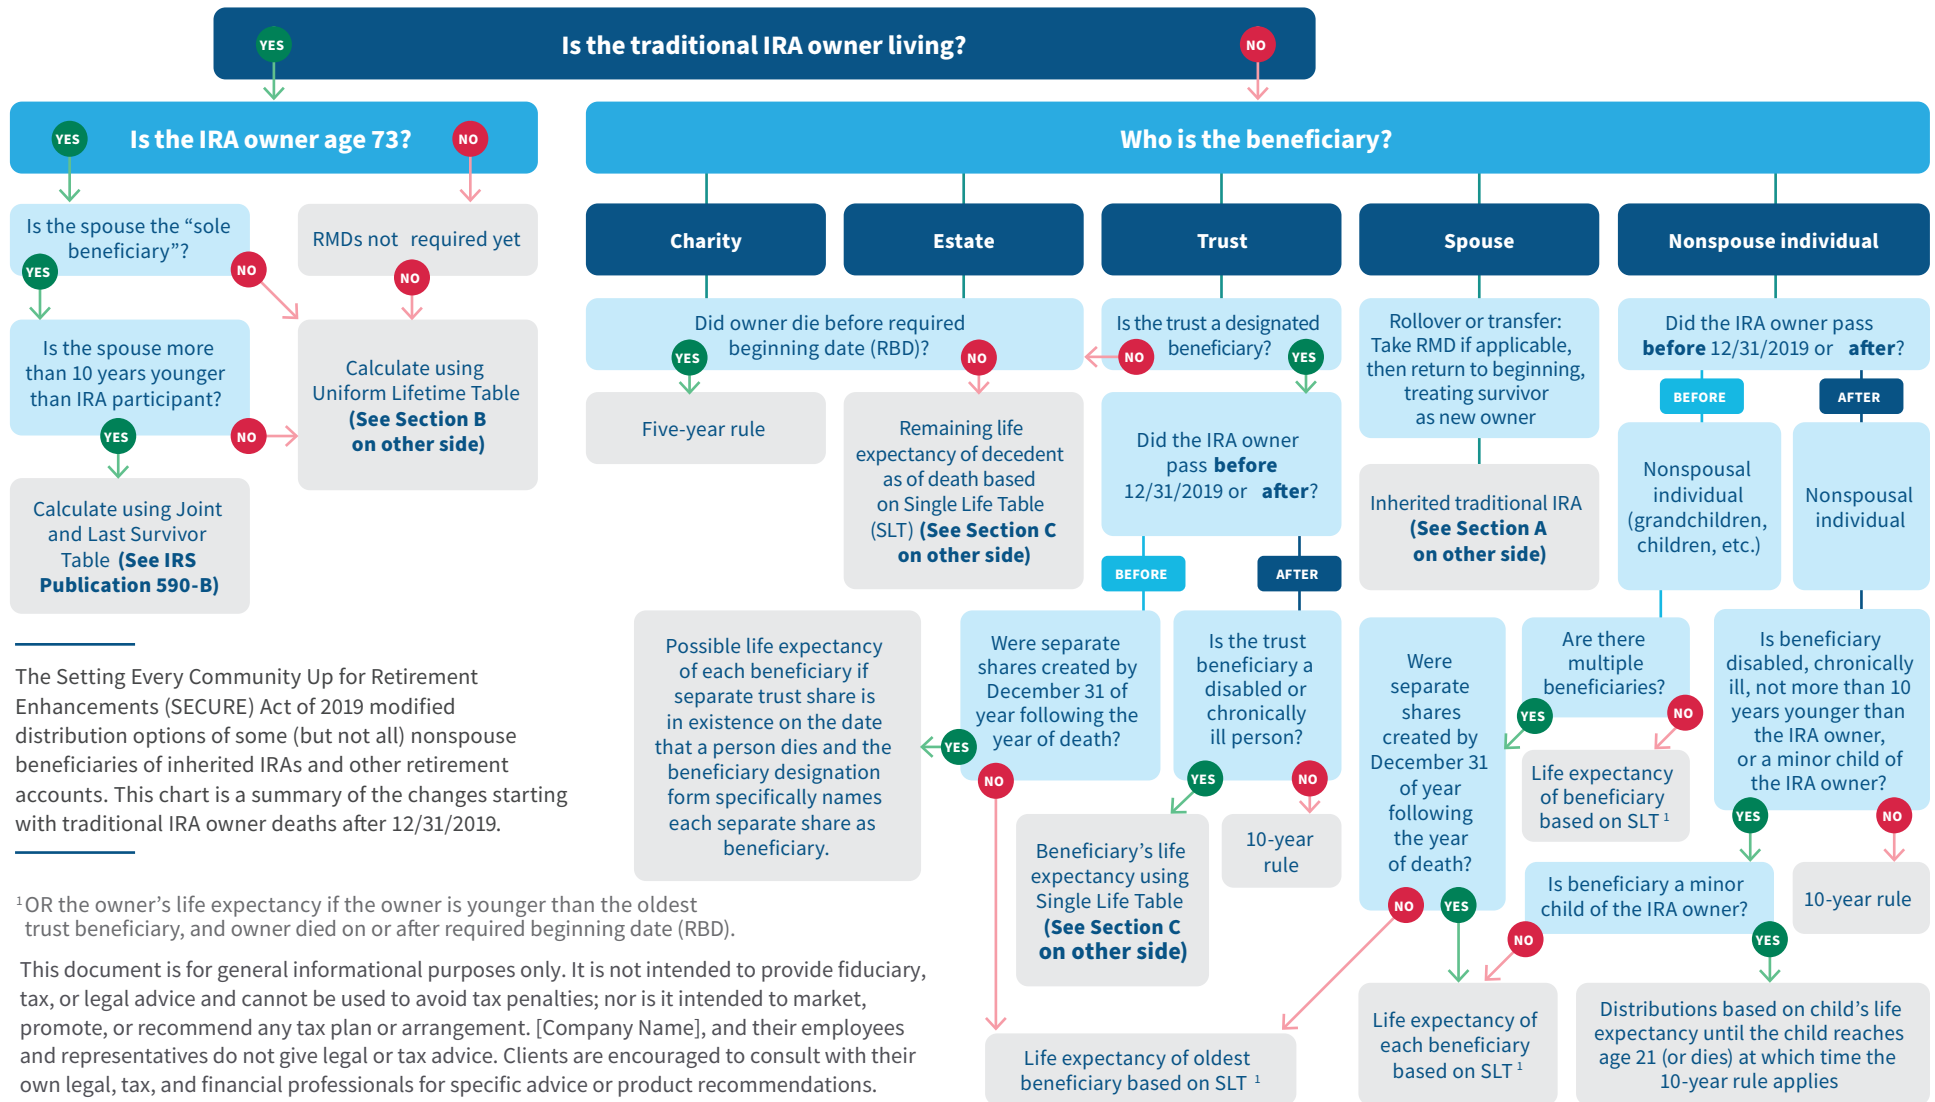 Is the traditional IRA owner living?
YES
NO
Is the IRA owner age 73?
YES
NO
Is the spouse the “sole
beneficiary”?
YES
NO
RMDs not required yet
NO
Is the spouse more
than 10 years younger
than IRA participant?
YES
NO
Calculate using
Uniform Lifetime Table
(See Section B
on other side)
Calculate using Joint
and Last Survivor
Table (See IRS
Publication 590-B)
Who is the beneficiary?
Charity
Estate
Trust
Spouse
Nonspouse individual
Did owner die before required
beginning date (RBD)?
YES
NO
Five-year rule
Remaining life
expectancy of decedent
as of death based
on Single Life Table
(SLT) (See Section C
on other side)
Is the trust a designated
beneficiary?
NO
YES
Did the IRA owner
pass before
12/31/2019 or after?
BEFORE
AFTER
Were separate
shares created by
December 31 of
year following the
year of death?
YES
NO
Possible life expectancy
of each beneficiary if
separate trust share is
in existence on the date
that a person dies and the
beneficiary designation
form specifically names
each separate share as
beneficiary.
Is the trust
beneficiary a
disabled or
chronically
ill person?
YES
NO
Beneficiary’s life
expectancy using
Single Life Table
(See Section C
on other side)
10-year
rule
Rollover or transfer:
Take RMD if applicable,
then return to beginning,
treating survivor
as new owner
Inherited traditional IRA
(See Section A
on other side)
Did the IRA owner pass
before 12/31/2019 or after?
BEFORE
AFTER
Nonspousal
individual
(grandchildren,
children, etc.)
Nonspousal
individual
Are there
multiple
beneficiaries?
YES
NO
Were
separate
shares
created by
December 31
of year
following
the year
of death?
NO
YES
Life expectancy
of beneficiary
based on SLT 1
Is beneficiary
disabled, chronically
ill, not more than 10
years younger than
the IRA owner,
or a minor child of
the IRA owner?
YES
NO
Is beneficiary a minor
child of the IRA owner?
NO
YES
10-year rule
Life expectancy of oldest
beneficiary based on SLT 1
Life expectancy of
each beneficiary
based on SLT 1
Distributions based on child’s life
expectancy until the child reaches
age 21 (or dies) at which time the
10-year rule applies
The Setting Every Community Up for Retirement
Enhancements (SECURE) Act of 2019 modified
distribution options of some (but not all) nonspouse
beneficiaries of inherited IRAs and other retirement
accounts. This chart is a summary of the changes starting
with traditional IRA owner deaths after 12/31/2019.
1 OR the owner’s life expectancy if the owner is younger than the oldest
trust beneficiary, and owner died on or after required beginning date (RBD).
This document is for general informational purposes only. It is not intended to provide fiduciary,
tax, or legal advice and cannot be used to avoid tax penalties; nor is it intended to market,
promote, or recommend any tax plan or arrangement. [Company Name], and their employees
and representatives do not give legal or tax advice. Clients are encouraged to consult with their
own legal, tax, and financial professionals for specific advice or product recommendations.